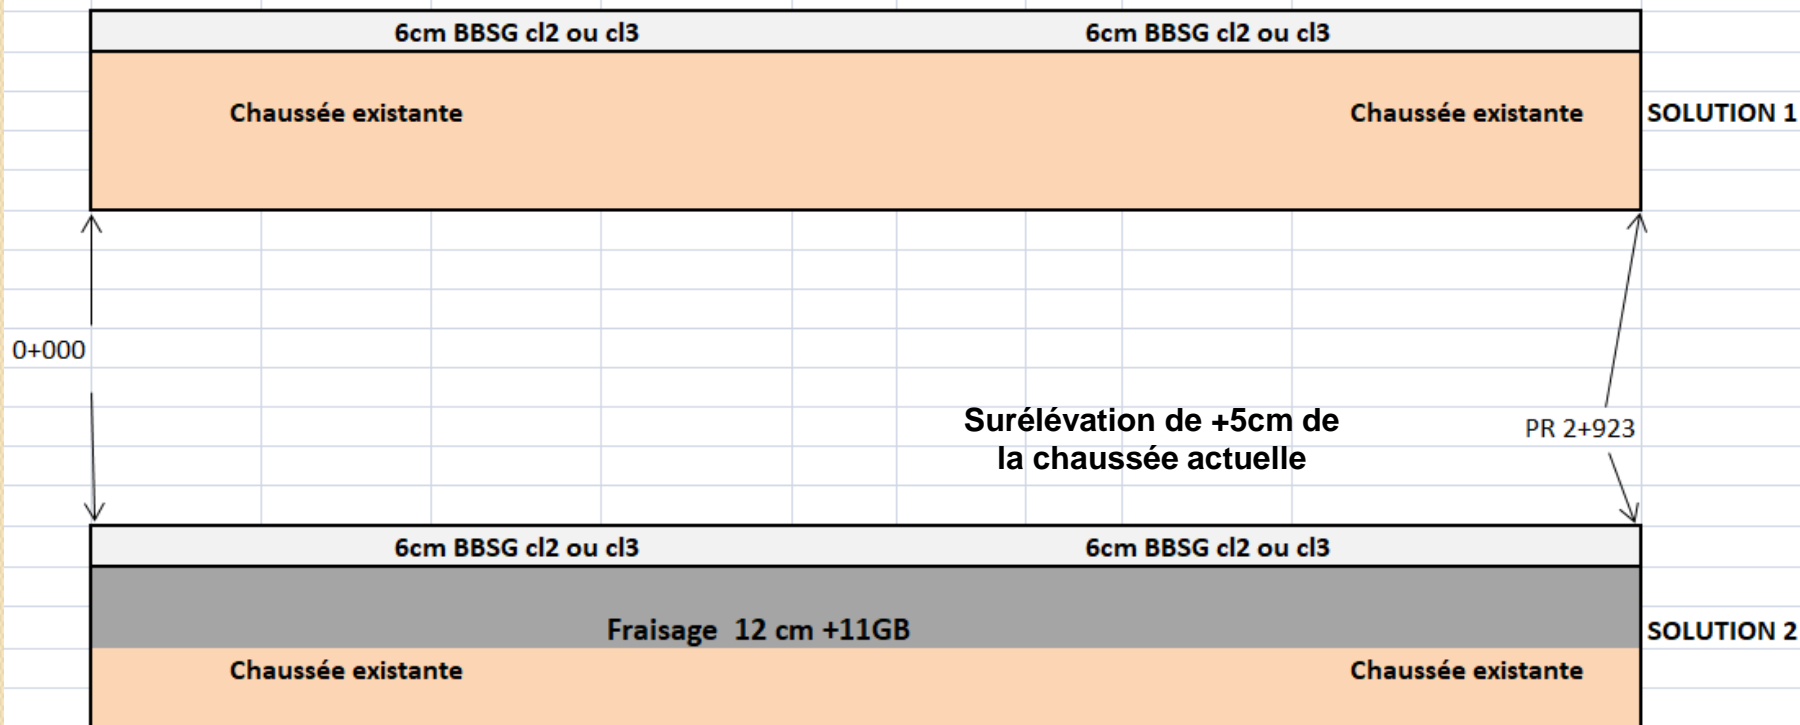 6cm BBSG cl2 ou cl3 6cm BBSG cl2 ou cl3
Chaussée existante Chaussée existante SOLUTION 1
0+000
Surélévation de +5cm de
la chaussée actuelle
PR 2+923
6cm BBSG cl2 ou cl3 6cm BBSG cl2 ou cl3
Fraisage 12 cm +11GB SOLUTION 2
Chaussée existante Chaussée existante